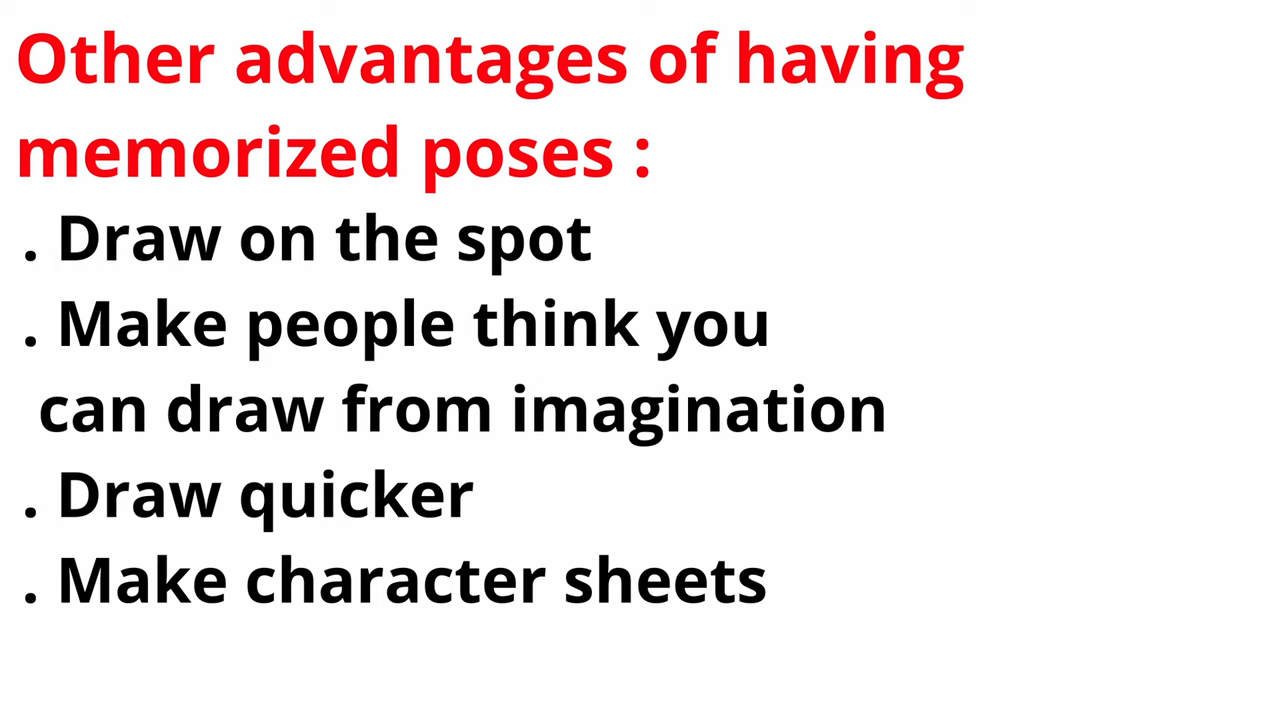 Other advantages of having
memorized poses :
. Draw on the spot
. Make people think you
can draw from imagination
. Draw quicker
. Make character sheets